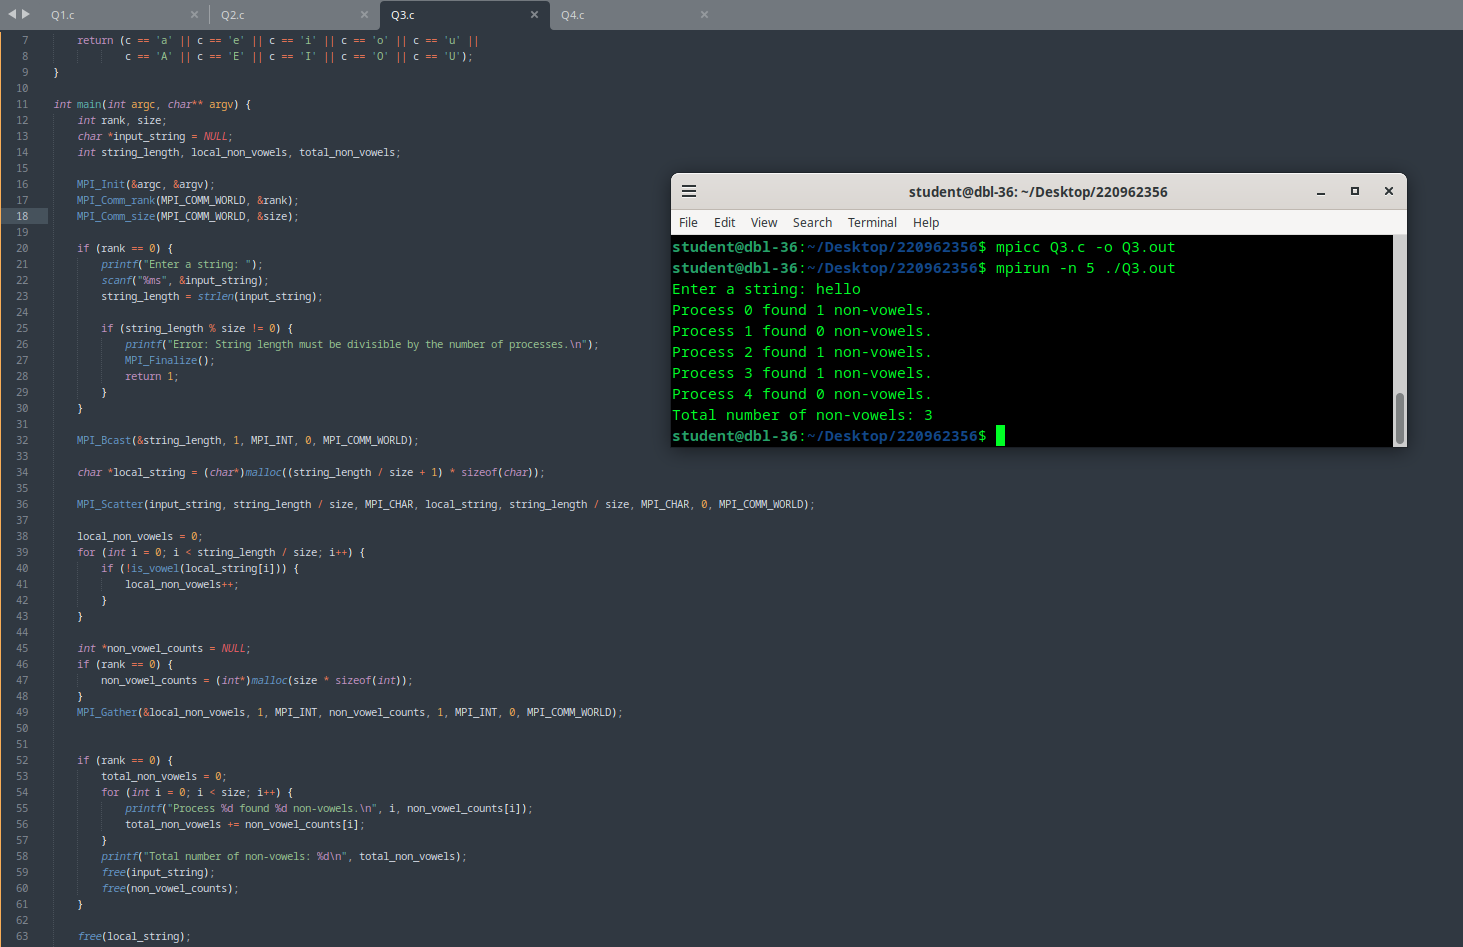 Q1.c Q2.c Q3.c Q4.c
7 return (c == 'a' || c == 'e' || c == 'i' || c == 'o' || c == 'u' ||
8 c == 'A' || c == 'E' || c == 'I' || c == 'O' || c == 'U');
9 }
10
11 int main(int argc, char** argv) {
12 int rank, size;
13 char *input_string = NULL;
14 int string_length, local_non_vowels, total_non_vowels;
15
16 MPI_Init(&argc, &argv);
17 MPI_Comm_rank(MPI_COMM_WORLD, &rank);
18 MPI_Comm_size(MPI_COMM_WORLD, &size);
19
20 if (rank == 0) {
21 printf("Enter a string: ");
22 scanf("%ms", &input_string);
23 string_length = strlen(input_string);
24
25 if (string_length % size != 0) {
26 printf("Error: String length must be divisible by the number of processes.\n");
27 MPI_Finalize();
28 return 1;
29 }
30 }
31
32 MPI_Bcast(&string_length, 1, MPI_INT, 0, MPI_COMM_WORLD);
33
34 char *local_string = (char*)malloc((string_length / size + 1) * sizeof(char));
35
36 MPI_Scatter(input_string, string_length / size, MPI_CHAR, local_string, string_length / size, MPI_CHAR, 0, MPI_COMM_WORLD);
37
38 local_non_vowels = 0;
39 for (int i = 0; i < string_length / size; i++) {
40 if (!is_vowel(local_string[i])) {
41 local_non_vowels++;
42 }
43 }
44
45 int *non_vowel_counts = NULL;
46 if (rank == 0) {
47 non_vowel_counts = (int*)malloc(size * sizeof(int));
48 }
49 MPI_Gather(&local_non_vowels, 1, MPI_INT, non_vowel_counts, 1, MPI_INT, 0, MPI_COMM_WORLD);
50
51
52 if (rank == 0) {
53 total_non_vowels = 0;
54 for (int i = 0; i < size; i++) {
55 printf("Process %d found %d non-vowels.\n", i, non_vowel_counts[i]);
56 total_non_vowels += non_vowel_counts[i];
57 }
58 printf("Total number of non-vowels: %d\n", total_non_vowels);
59 free(input_string);
60 free(non_vowel_counts);
61 }
62
63 free(local_string);
student@dbl-36: ~/Desktop/220962356
File Edit View Search Terminal Help
student@dbl-36:~/Desktop/220962356$ mpicc Q3.c -o Q3.out
student@dbl-36:~/Desktop/220962356$ mpirun -n 5 ./Q3.out
Enter a string: hello
Process 0 found 1 non-vowels.
Process 1 found 0 non-vowels.
Process 2 found 1 non-vowels.
Process 3 found 1 non-vowels.
Process 4 found 0 non-vowels.
Total number of non-vowels: 3
student@dbl-36:~/Desktop/220962356$